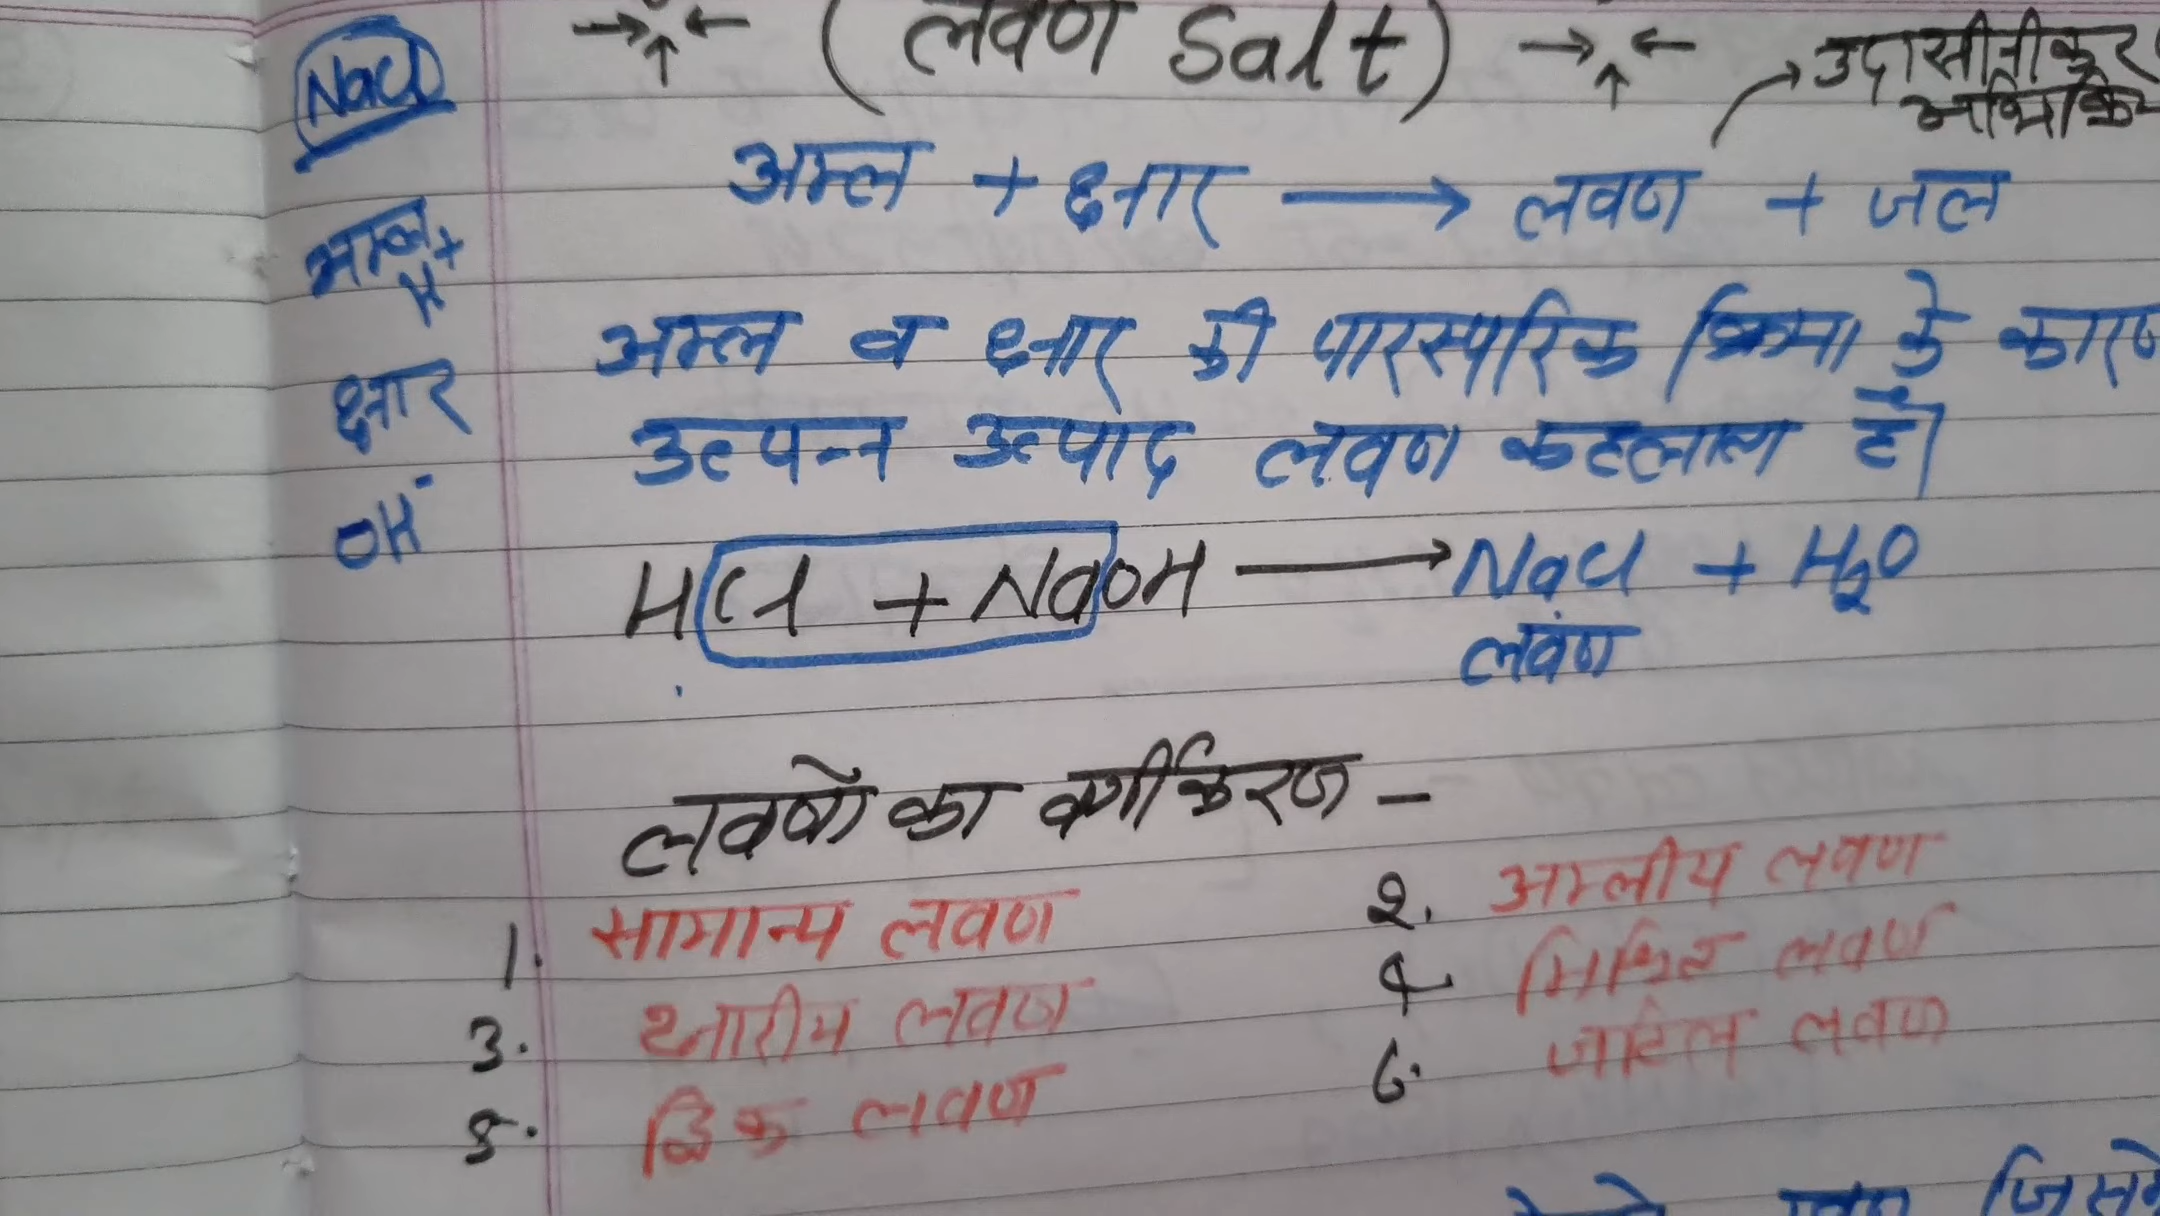 NaCl
(लवण Salt)
उदासीनीकर
अम्ल + क्षार → लवण + जल
अम्ल
H+
अम्ल व क्षार की पारस्परिक क्रिया के कारण
क्षार
उत्पन्न उत्पाद लवण कहलाता है।
OH-
HCl + NaOH → NaCl + H2O
लवण
लवणों का वर्गीकरण -
1. सामान्य लवण
2. अम्लीय लवण
3. क्षारीय लवण
4. मिश्रित लवण
5. द्विक लवण
6. जटिल लवण
जिसमे